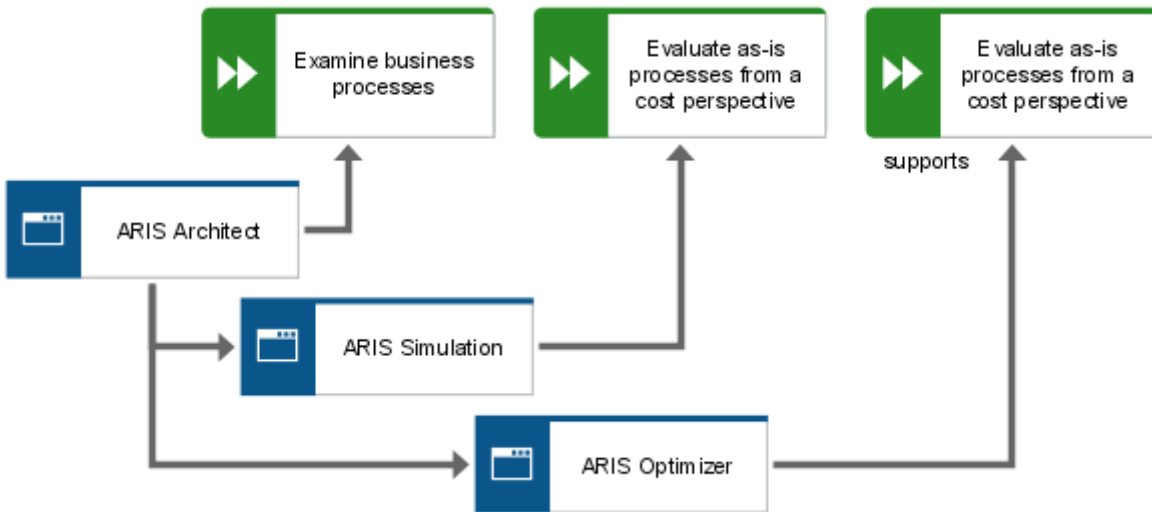 Examine business
processes
Evaluate as-is
processes from a
cost perspective
Evaluate as-is
processes from a
cost perspective
supports
ARIS Architect
ARIS Simulation
ARIS Optimizer